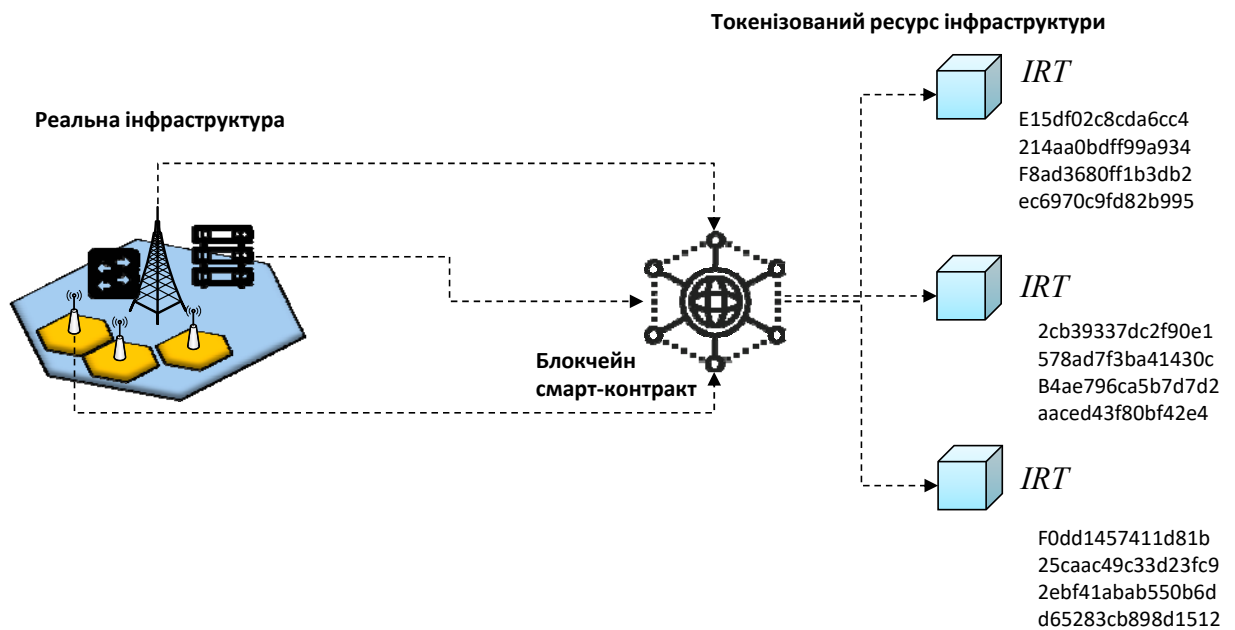 Токенізований ресурс інфраструктури
IRT
E15df02c8cda6cc4
214aa0bdff99a934
F8ad3680ff1b3db2
ec6970c9fd82b995
Реальна інфраструктура
IRT
2cb39337dc2f90e1
578ad7f3ba41430c
B4ae796ca5b7d7d2
aaced43f80bf42e4
Блокчейн
смарт-контракт
IRT
F0dd1457411d81b
25caac49c33d23fc9
2ebf41abab550b6d
d65283cb898d1512